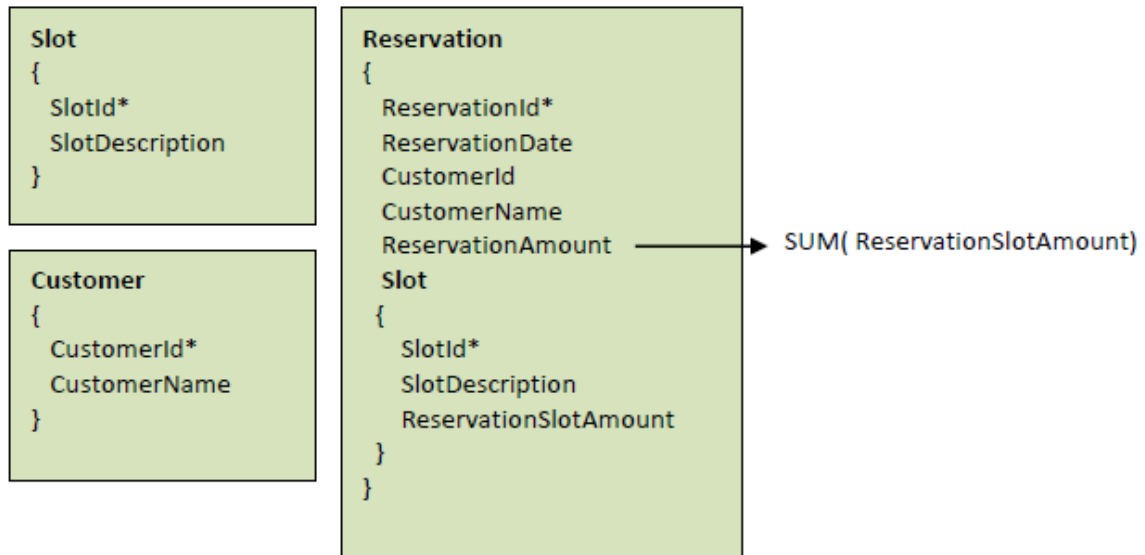 Slot
{
SlotId*
SlotDescription
}
Customer
{
CustomerId*
CustomerName
}
Reservation
{
ReservationId*
ReservationDate
CustomerId
CustomerName
ReservationAmount
Slot
{
SlotId*
SlotDescription
ReservationSlotAmount
}
}
SUM( ReservationSlotAmount)